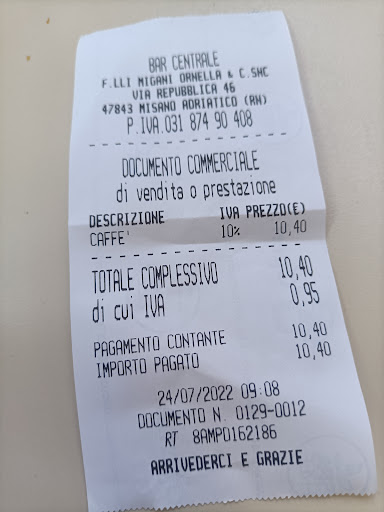 BAR CENTRALE
F.LLI MIGANI ORNELLA & C.SNC
VIA REPUBBLICA 46
47843 MISANO ADRIATICO (RN)
P.IVA.031 874 90 408
DOCUMENTO COMMERCIALE
di vendita o prestazione
DESCRIZIONE IVA PREZZO(€)
CAFFE' 10% 10,40
TOTALE COMPLESSIVO 10,40
di cui IVA 0,95
PAGAMENTO CONTANTE 10,40
IMPORTO PAGATO 10,40
24/07/2022 09:08
DOCUMENTO N. 0129-0012
RT 8AMPD162186
ARRIVEDERCI E GRAZIE